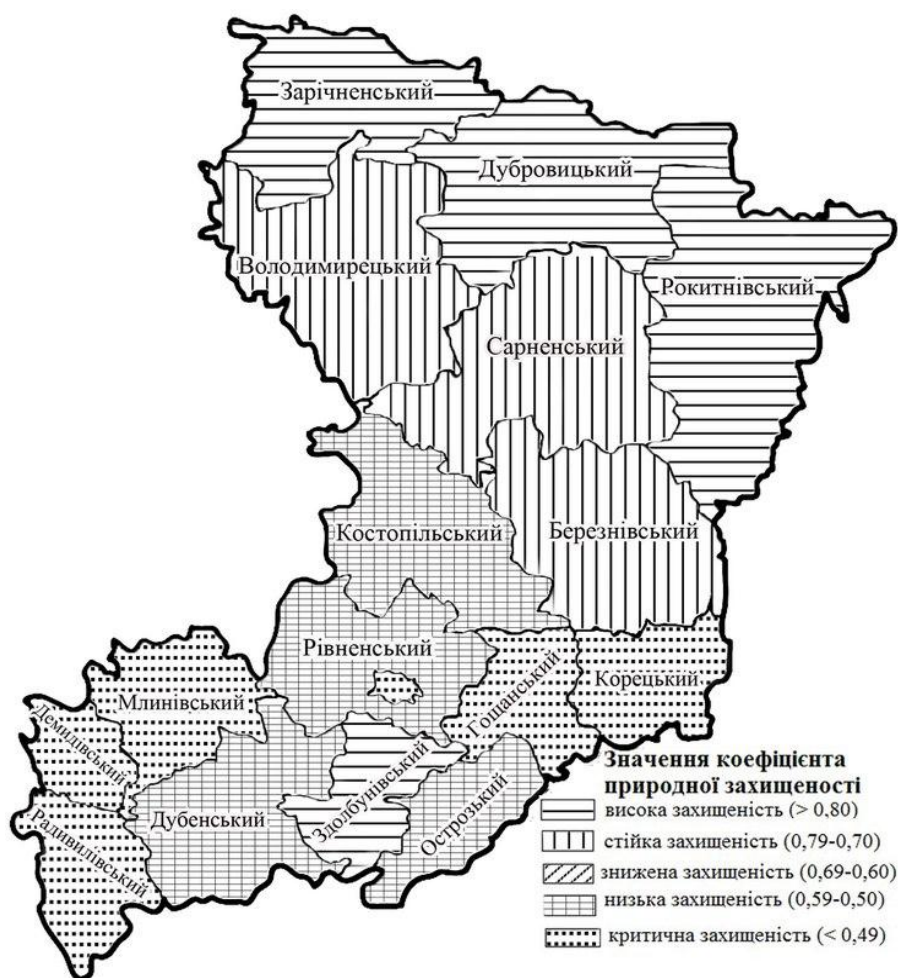 Зарічненський
Дубровицький
Володимирецький
Рокитнівський
Сарненський
Костопільський
Березнівський
Рівненський
Гощанський
Корецький
Млинівський
Демидівський
Здолбунівський
Острозький
Дубенський
Радивилівський
Значення коефіцієнта
природної захищеності
висока захищеність (> 0,80)
стійка захищеність (0,79-0,70)
знижена захищеність (0,69-0,60)
низька захищеність (0,59-0,50)
критична захищеність (< 0,49)